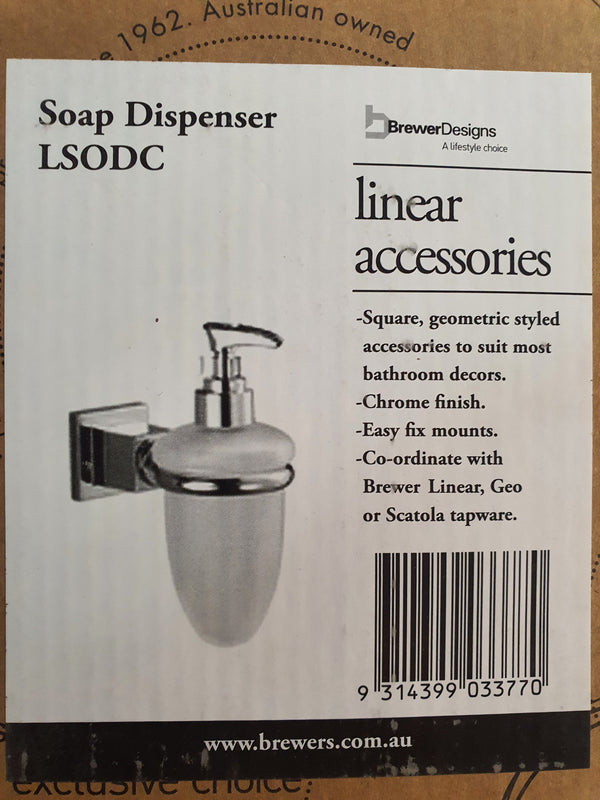 1962. Australian owned
Soap Dispenser
LSODC
BrewerDesigns
A lifestyle choice
linear
accessories
-Square, geometric styled
accessories to suit most
bathroom decors.
-Chrome finish.
-Easy fix mounts.
-Co-ordinate with
Brewer Linear, Geo
or Scatola tapware.
9 314399 033770
www.brewers.com.au
exclusive choice.